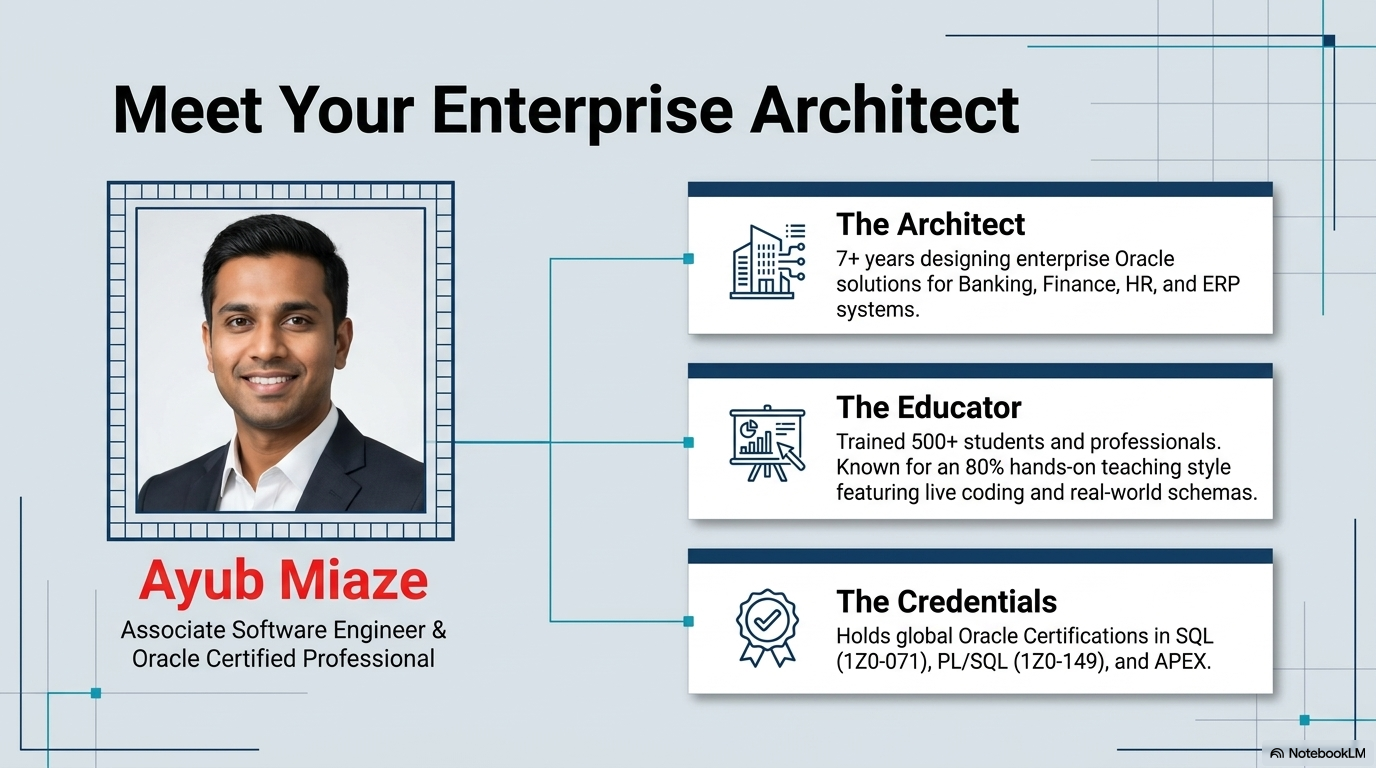 Meet Your Enterprise Architect
Ayub Miaze
Associate Software Engineer &
Oracle Certified Professional
The Architect
7+ years designing enterprise Oracle
solutions for Banking, Finance, HR, and ERP
systems.
The Educator
Trained 500+ students and professionals.
Known for an 80% hands-on teaching style
featuring live coding and real-world schemas.
The Credentials
Holds global Oracle Certifications in SQL
(1Z0-071), PL/SQL (1Z0-149), and APEX.
NotebookLM